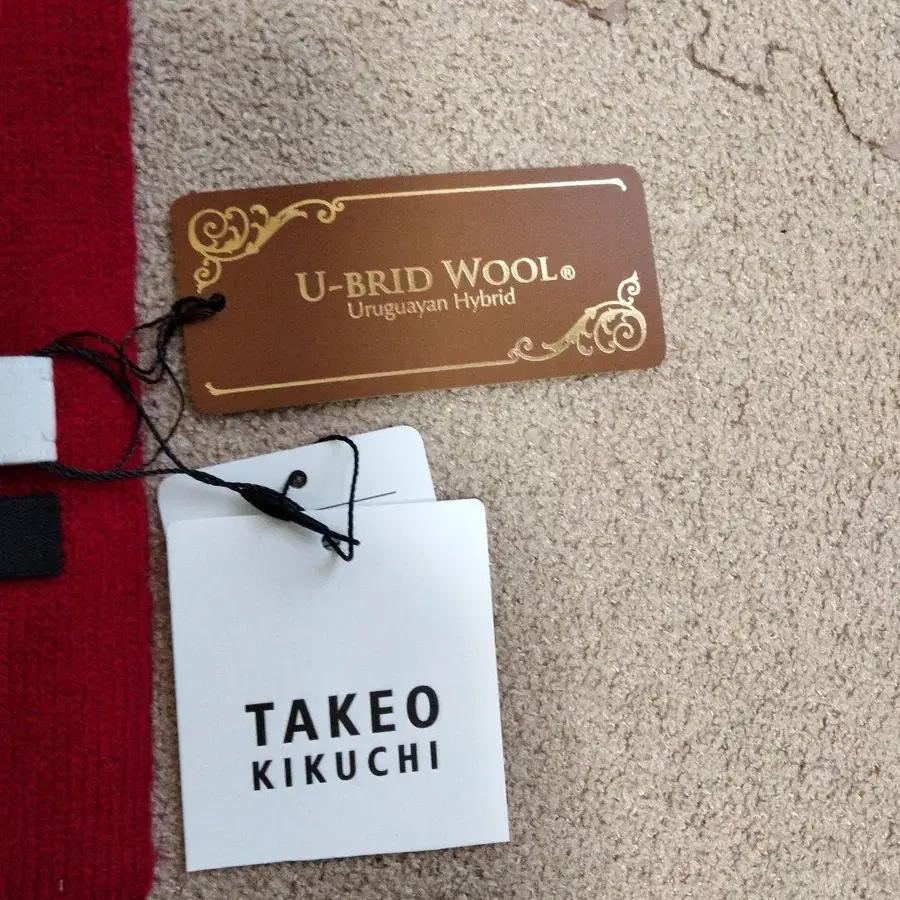 U-BRID WOOL®
Uruguayan Hybrid
TAKEO
KIKUCHI